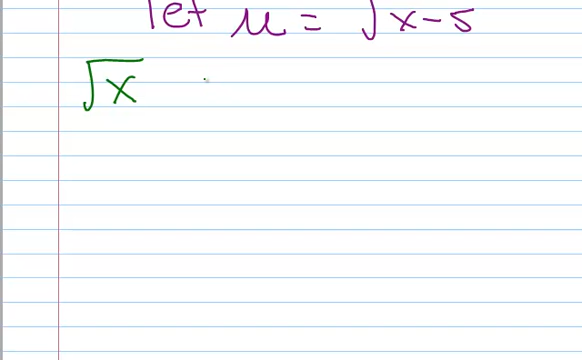 let u = √x - 5
√x